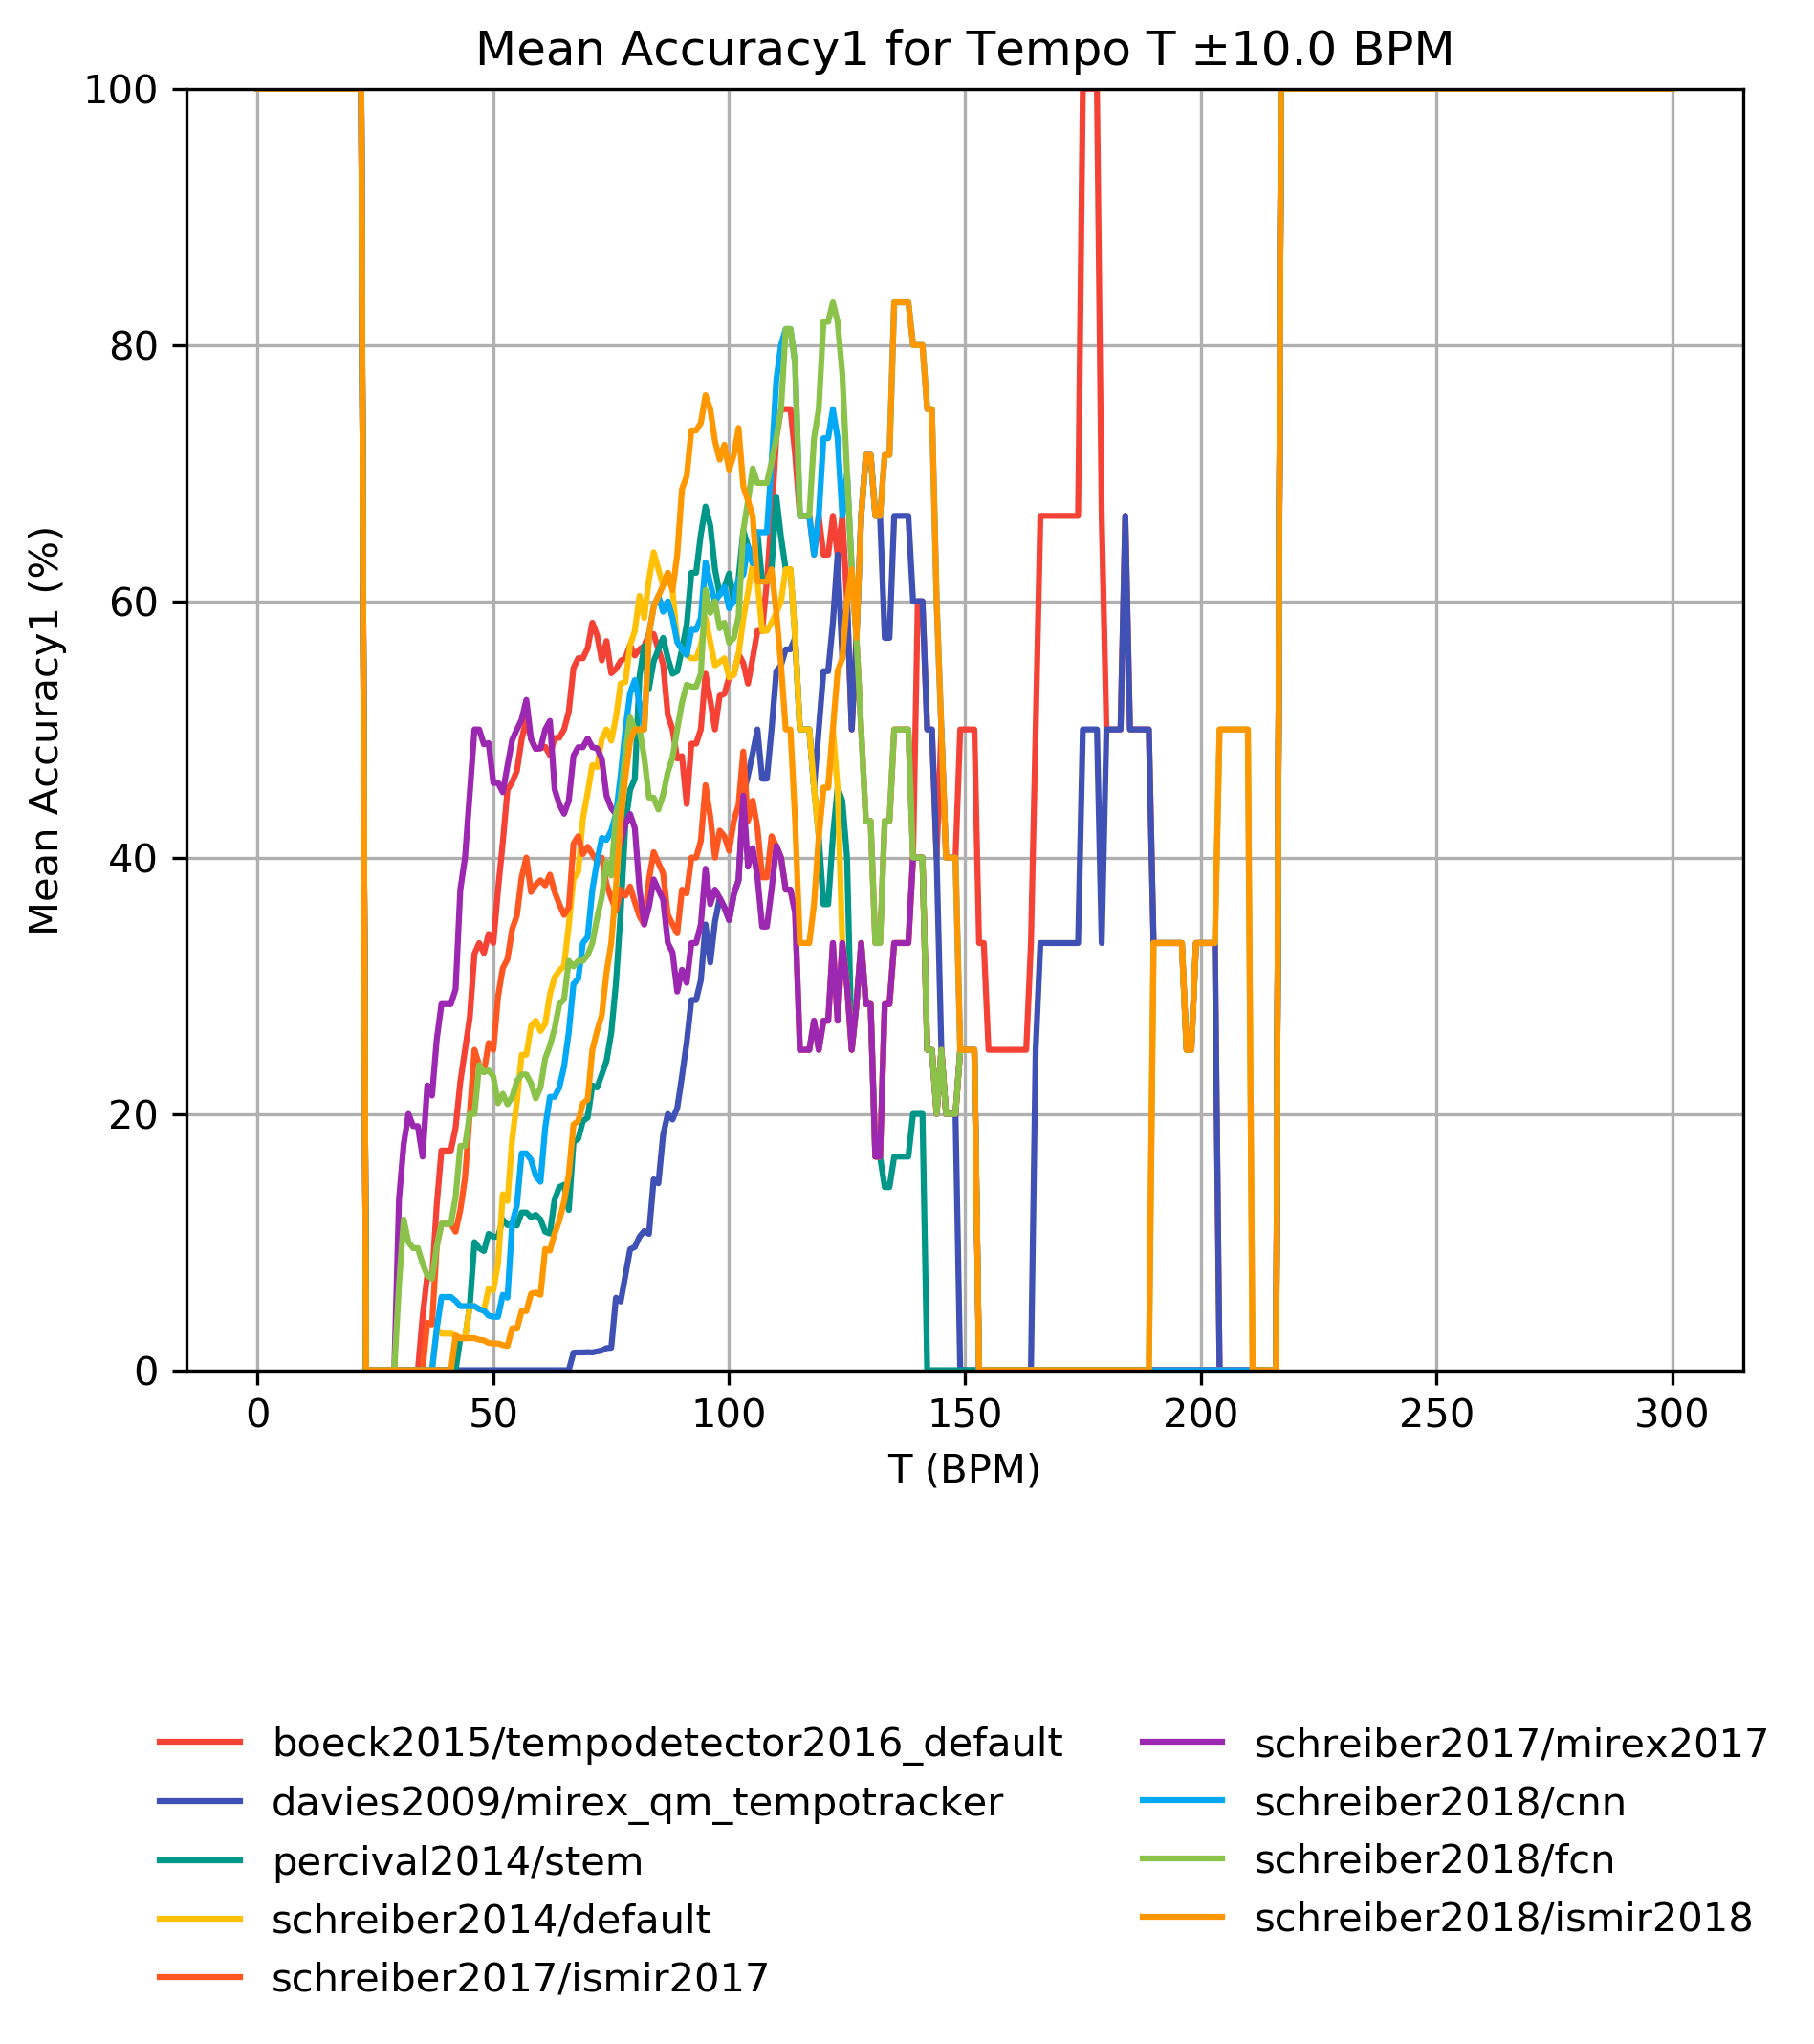 Mean Accuracy1 for Tempo T ±10.0 BPM
Mean Accuracy1 (%)
100
80
60
40
20
0
0 50 100 150 200 250 300
T (BPM)
boeck2015/tempodetector2016_default
davies2009/mirex_qm_tempotracker
percival2014/stem
schreiber2014/default
schreiber2017/ismir2017
schreiber2017/mirex2017
schreiber2018/cnn
schreiber2018/fcn
schreiber2018/ismir2018